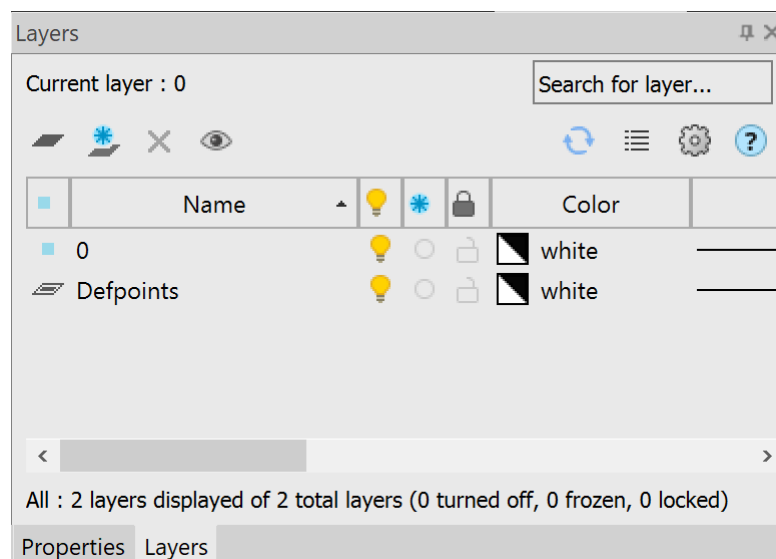 Layers
Current layer : 0
Search for layer...
?
Name
Color
0
white
Defpoints
white
All : 2 layers displayed of 2 total layers (0 turned off, 0 frozen, 0 locked)
Properties
Layers